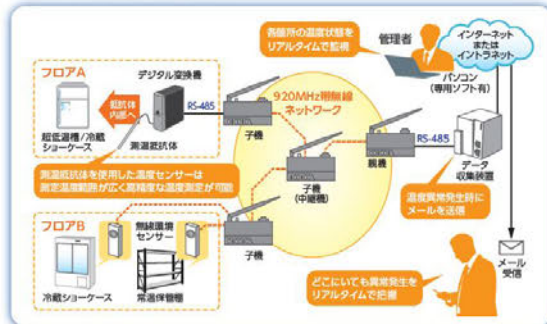 各箇所の温度状態を
リアルタイムで監視
管理者
インターネット
または
イントラネット
パソコン
(専用ソフト有)
フロアA
デジタル変換機
抵抗体
内部へ
RS-485
子機
920MHz帯無線
ネットワーク
超低温槽/冷蔵
ショーケース
測温抵抗体
測温抵抗体を使用した温度センサーは
測定温度範囲が広く高精度な温度測定が可能
子機
(中継機)
親機
RS-485
データ
収集装置
温度異常発生時に
メールを送信
フロアB
無線環境
センサー
子機
冷蔵ショーケース
常温保管棚
メール
受信
どこにいても異常発生を
リアルタイムで把握